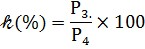 𝓀(%) = P₃. / P₄ × 100